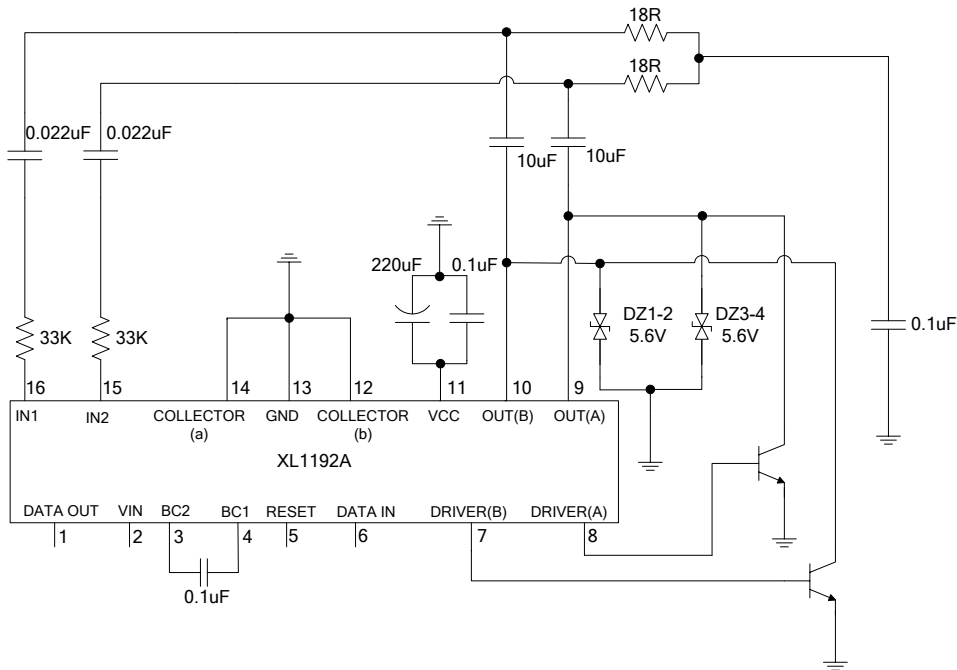 18R
18R
0.022uF
0.022uF
10uF
10uF
220uF
0.1uF
DZ1-2
5.6V
DZ3-4
5.6V
0.1uF
33K
33K
16
15
14
13
12
11
10
9
IN1
IN2
COLLECTOR
(a)
GND
COLLECTOR
(b)
VCC
OUT(B)
OUT(A)
XL1192A
DATA OUT
VIN
BC2
BC1
RESET
DATA IN
DRIVER(B)
DRIVER(A)
1
2
3
4
5
6
7
8
0.1uF